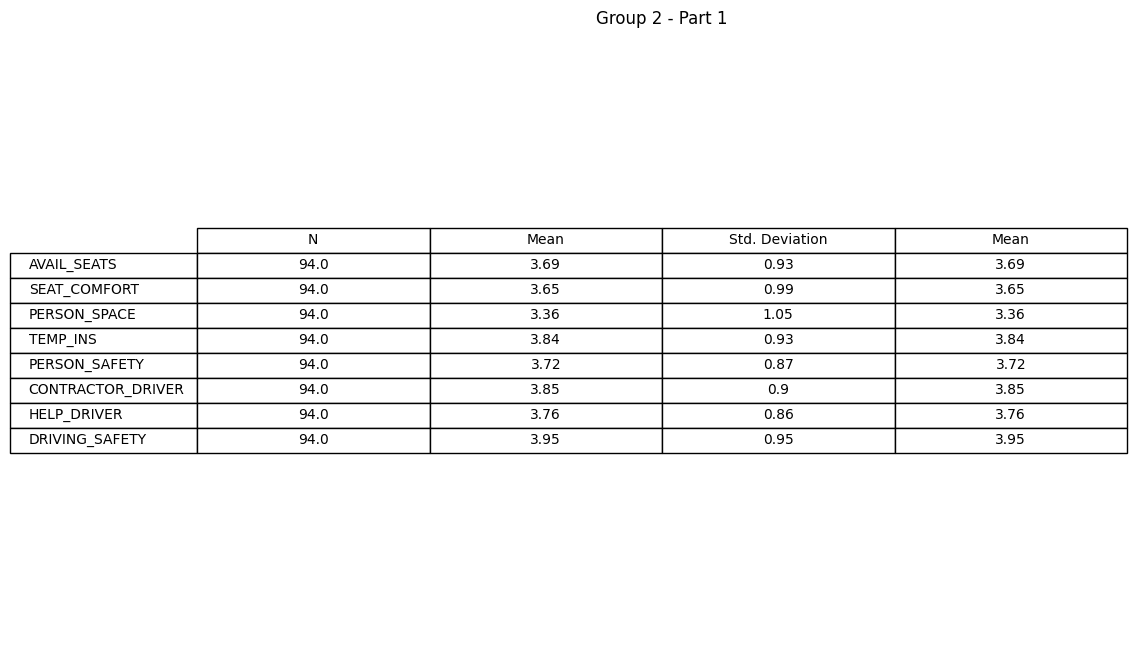 Group 2 - Part 1
N Mean Std. Deviation Mean
AVAIL_SEATS 94.0 3.69 0.93 3.69
SEAT_COMFORT 94.0 3.65 0.99 3.65
PERSON_SPACE 94.0 3.36 1.05 3.36
TEMP_INS 94.0 3.84 0.93 3.84
PERSON_SAFETY 94.0 3.72 0.87 3.72
CONTRACTOR_DRIVER 94.0 3.85 0.9 3.85
HELP_DRIVER 94.0 3.76 0.86 3.76
DRIVING_SAFETY 94.0 3.95 0.95 3.95